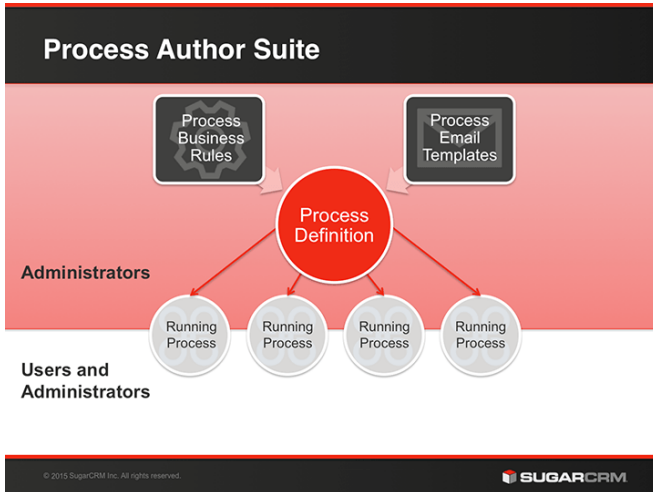 Process Author Suite
Process
Business
Rules
Process
Email
Templates
Process
Definition
Administrators
Running
Process
Running
Process
Running
Process
Running
Process
Users and
Administrators
© 2015 SugarCRM Inc. All rights reserved.
SUGARCRM